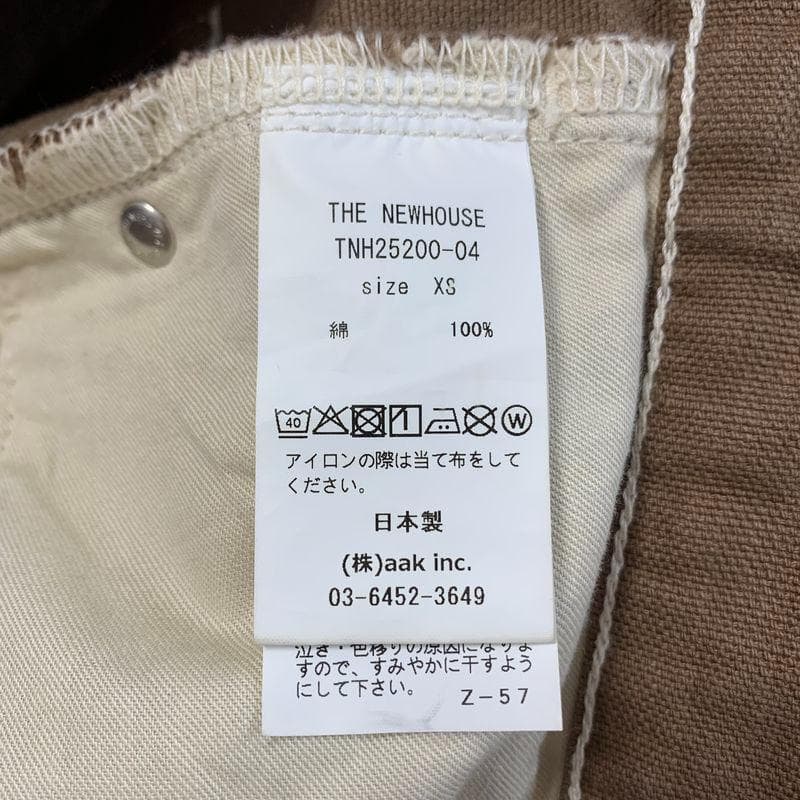 THE NEWHOUSE
TNH25200-04
size XS
綿 100%
40 W
アイロンの際は当て布をして
ください。
日本製
(株)aak inc.
03-6452-3649
泣き・色移りの原因になりま
すので、すみやかに干すよう
にして下さい。
Z-57